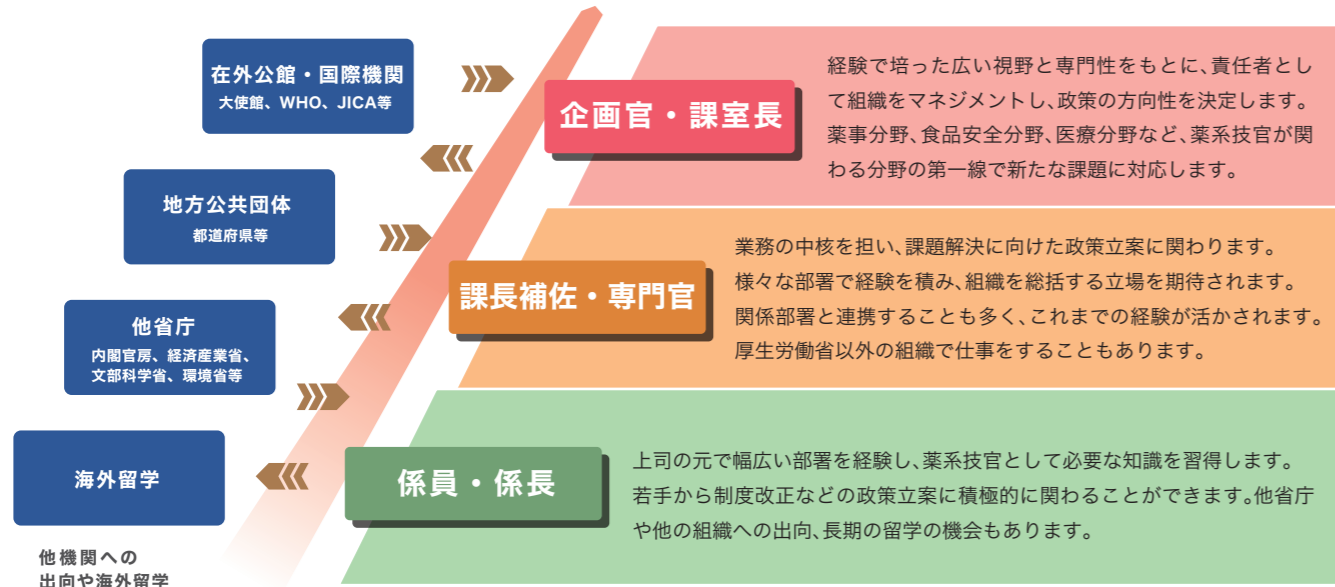 在外公館・国際機関
大使館、WHO、JICA等
地方公共団体
都道府県等
他省庁
内閣官房、経済産業省、
文部科学省、環境省等
海外留学
他機関への
出向や海外留学
企画官・課室長
経験で培った広い視野と専門性をもとに、責任者とし
て組織をマネジメントし、政策の方向性を決定します。
薬事分野、食品安全分野、医療分野など、薬系技官が関
わる分野の第一線で新たな課題に対応します。
課長補佐・専門官
業務の中核を担い、課題解決に向けた政策立案に関わります。
様々な部署で経験を積み、組織を総括する立場を期待されます。
関係部署と連携することも多く、これまでの経験が活かされます。
厚生労働省以外の組織で仕事をすることもあります。
係員・係長
上司の元で幅広い部署を経験し、薬系技官として必要な知識を習得します。
若手から制度改正などの政策立案に積極的に関わることができます。他省庁
や他の組織への出向、長期の留学の機会もあります。